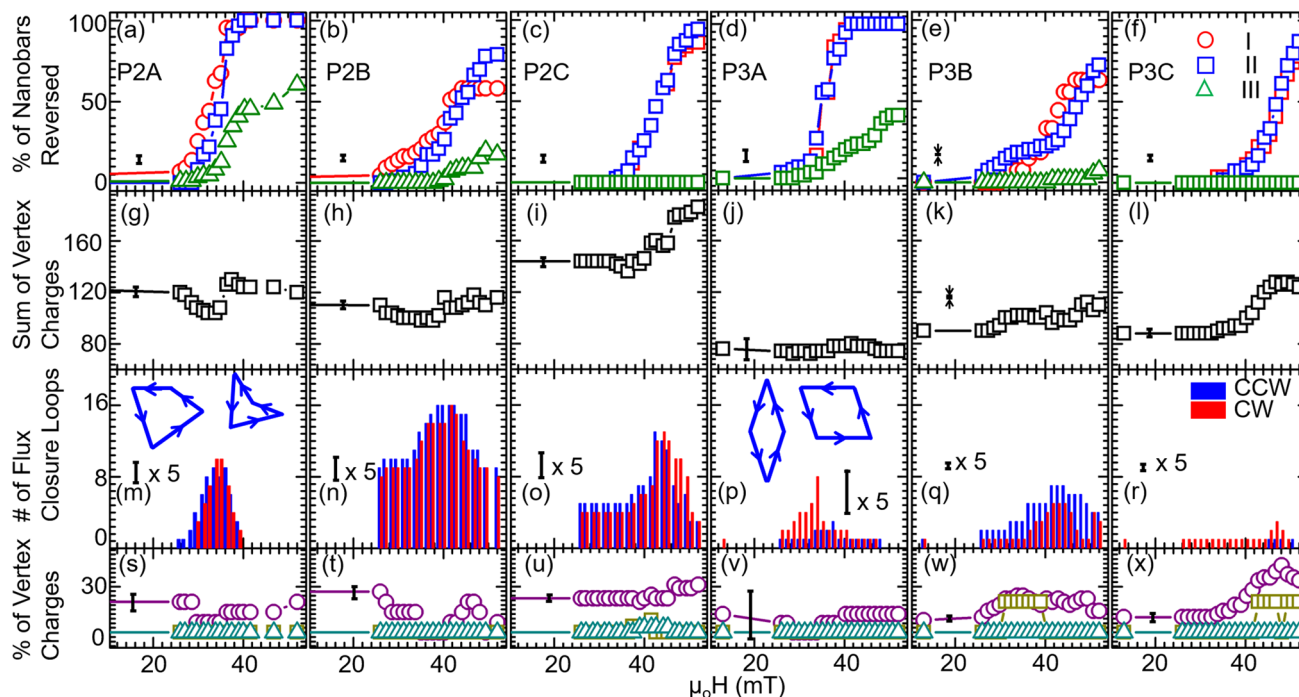 100 (a) (b) (c) (d) (e) (f) I
P2A P2B P2C P3A P3B P3C II
50 III
0
% of Nanobars
Reversed
(g) (h) (i) (j) (k) (l)
160
120
80
Sum of Vertex
Charges
16 CCW
CW
8 x 5 x 5 x 5 x 5 x 5 x 5
(m) (n) (o) (p) (q) (r)
0
# of Flux
Closure Loops
(s) (t) (u) (v) (w) (x)
30
0
% of Vertex
Charges
20 40 20 40 20 40 20 40 20 40 20 40
μoH (mT)